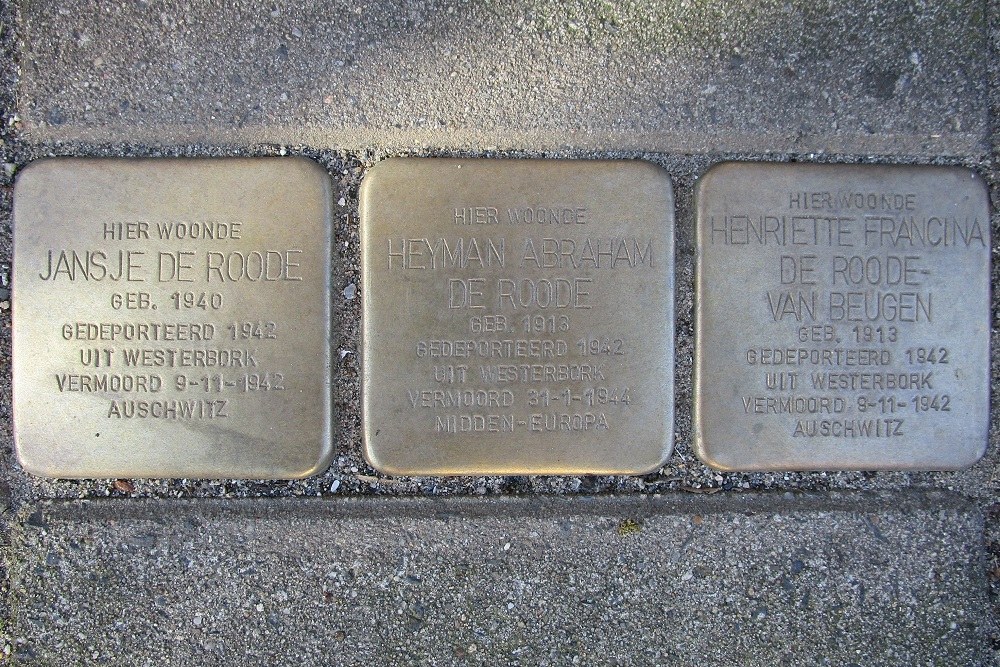 HIER WOONDE
JANSJE DE ROODE
GEB. 1940
GEDEPORTEERD 1942
UIT WESTERBORK
VERMOORD 9-11-1942
AUSCHWITZ
HIER WOONDE
HEYMAN ABRAHAM
DE ROODE
GEB. 1913
GEDEPORTEERD 1942
UIT WESTERBORK
VERMOORD 31-1-1944
MIDDEN-EUROPA
HIER WOONDE
HENRIETTE FRANCINA
DE ROODE-
VAN BEUGEN
GEB. 1913
GEDEPORTEERD 1942
UIT WESTERBORK
VERMOORD 9-11-1942
AUSCHWITZ